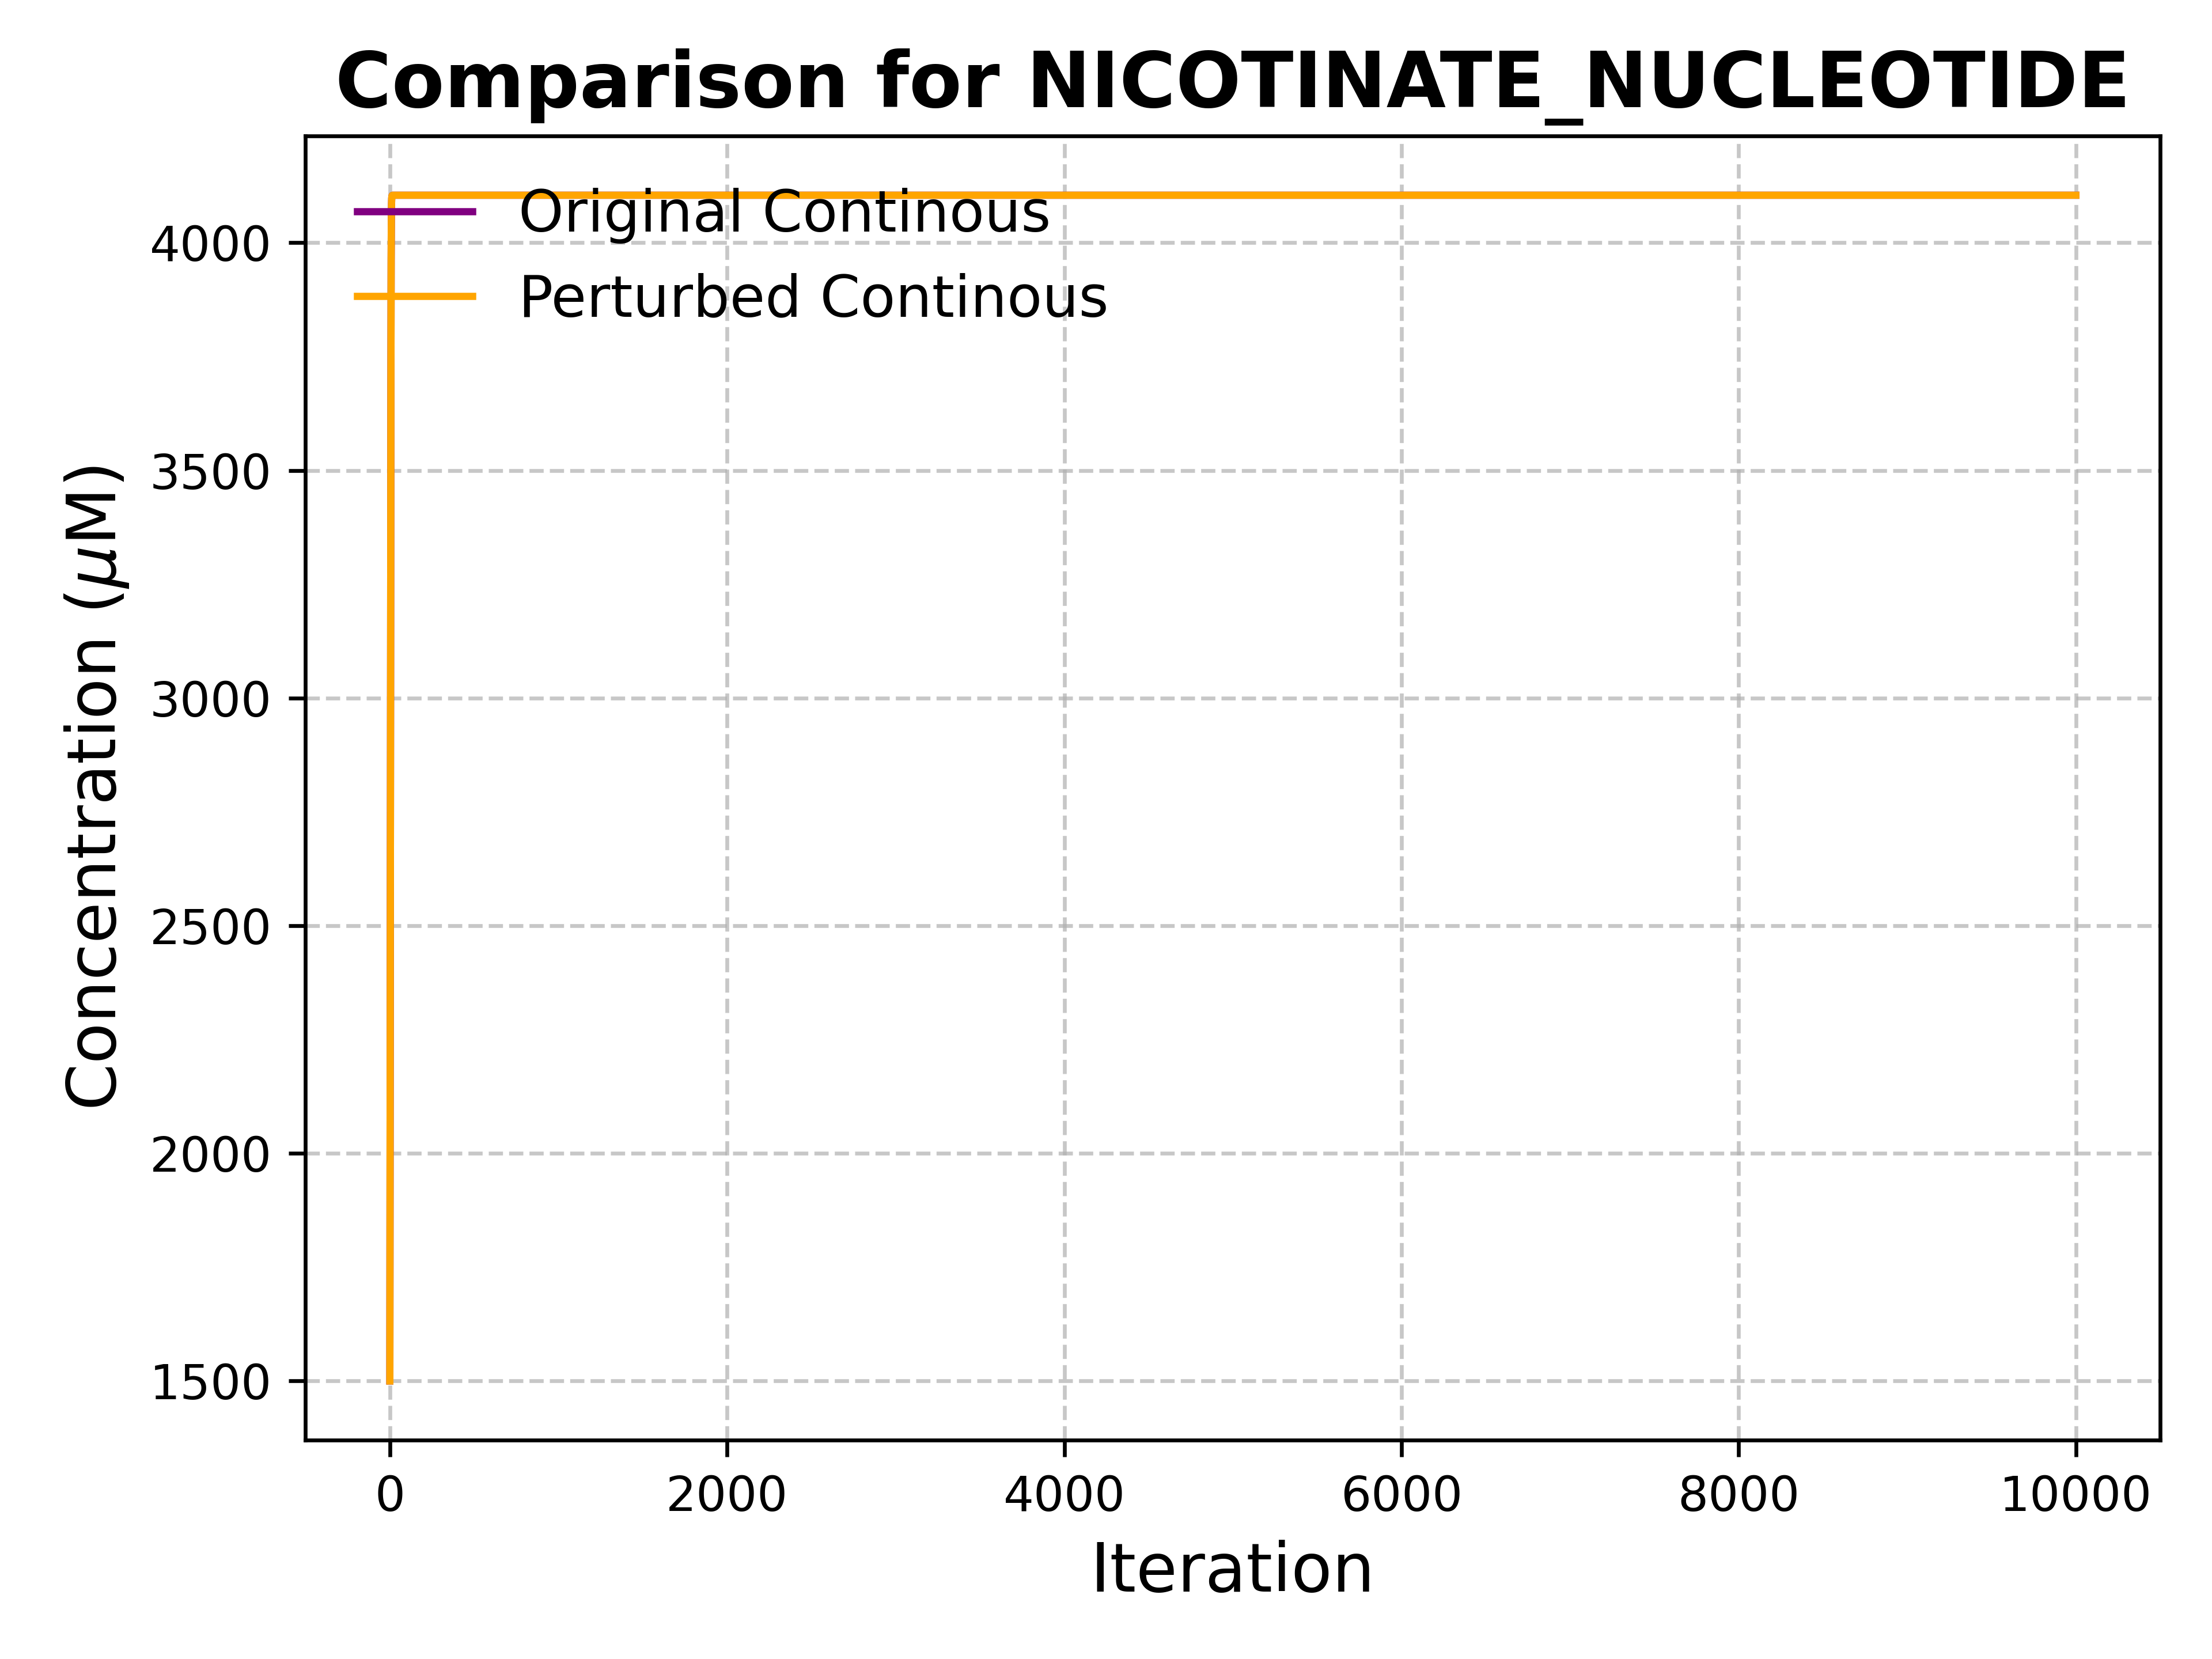 Comparison for NICOTINATE_NUCLEOTIDE
Original Continous
Perturbed Continous
Concentration (μM)
4000
3500
3000
2500
2000
1500
0
2000
4000
6000
8000
10000
Iteration